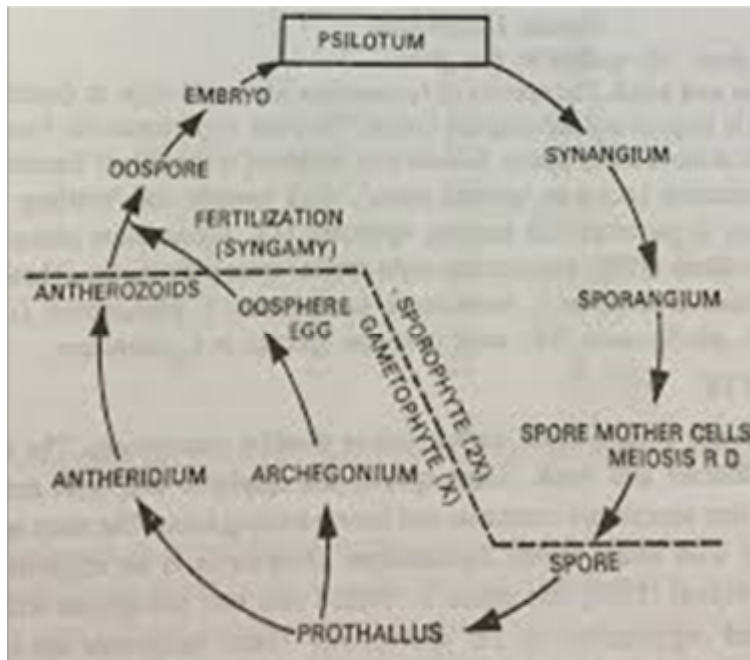 PSILOTUM
EMBRYO
SYNANGIUM
OOSPORE
FERTILIZATION
(SYNGAMY)
ANTHEROZOIDS
OOSPHERE
EGG
SPORANGIUM
SPOROPHYTE (2X)
GAMETOPHYTE (X)
SPORE MOTHER CELLS
MEIOSIS R D
ANTHERIDIUM
ARCHEGONIUM
SPORE
PROTHALLUS